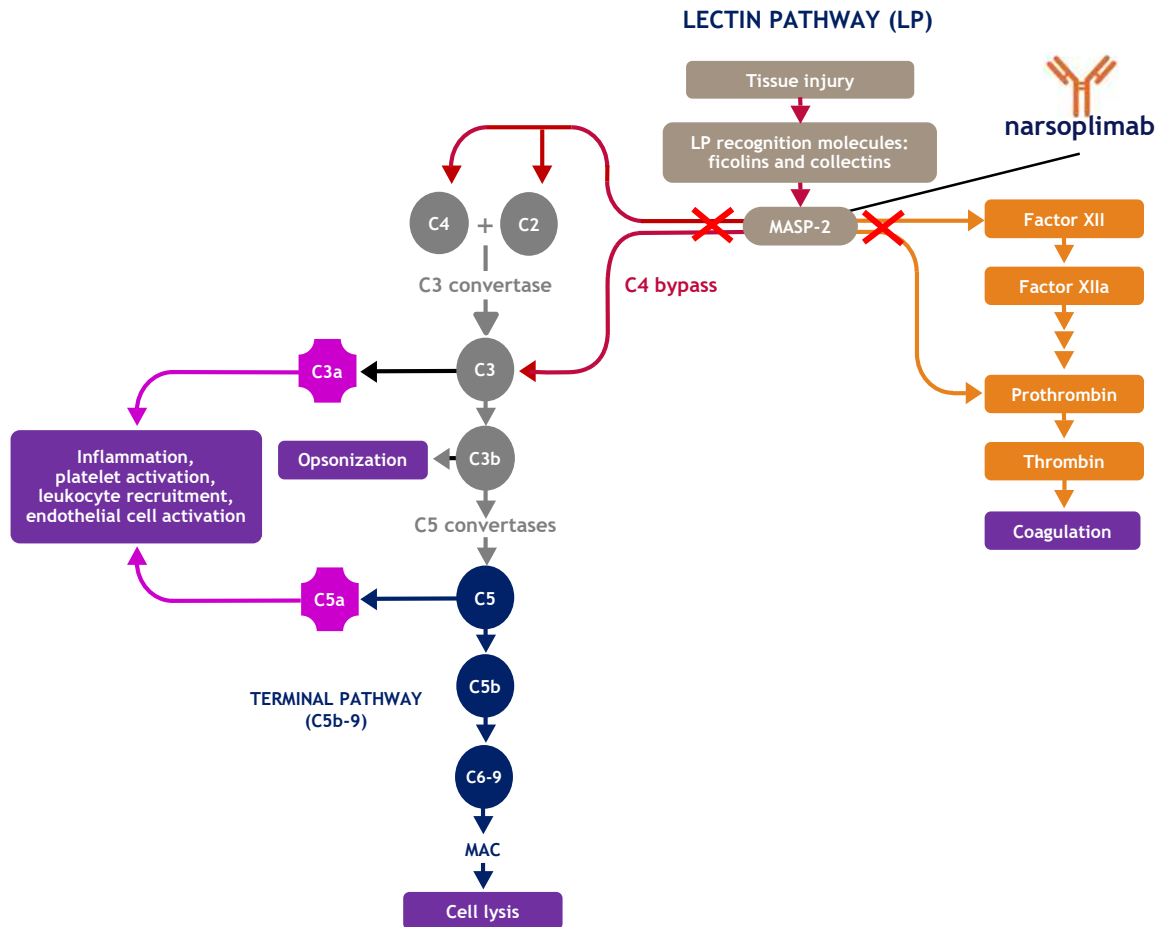 LECTIN PATHWAY (LP)
Tissue injury
narsoplimab
LP recognition molecules:
ficolins and collectins
C4
+
C2
MASP-2
Factor XII
C3 convertase
C4 bypass
Factor XIIa
C3a
C3
Prothrombin
Inflammation,
platelet activation,
leukocyte recruitment,
endothelial cell activation
Opsonization
C3b
Thrombin
C5 convertases
Coagulation
C5a
C5
TERMINAL PATHWAY
(C5b-9)
C5b
C6-9
MAC
Cell lysis